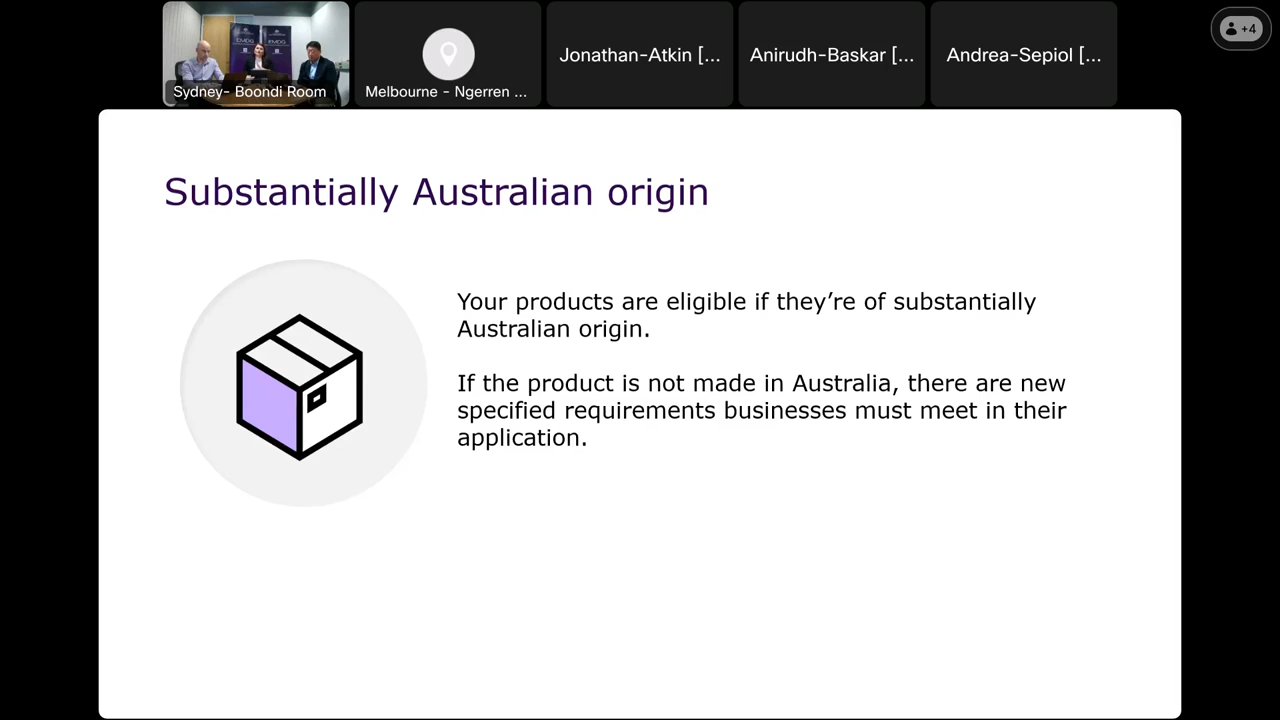 Sydney- Boondi Room
Melbourne - Ngerren ...
Jonathan-Atkin [...
Anirudh-Baskar [...
Andrea-Sepiol [...
+4
Substantially Australian origin
Your products are eligible if they’re of substantially
Australian origin.
If the product is not made in Australia, there are new
specified requirements businesses must meet in their
application.